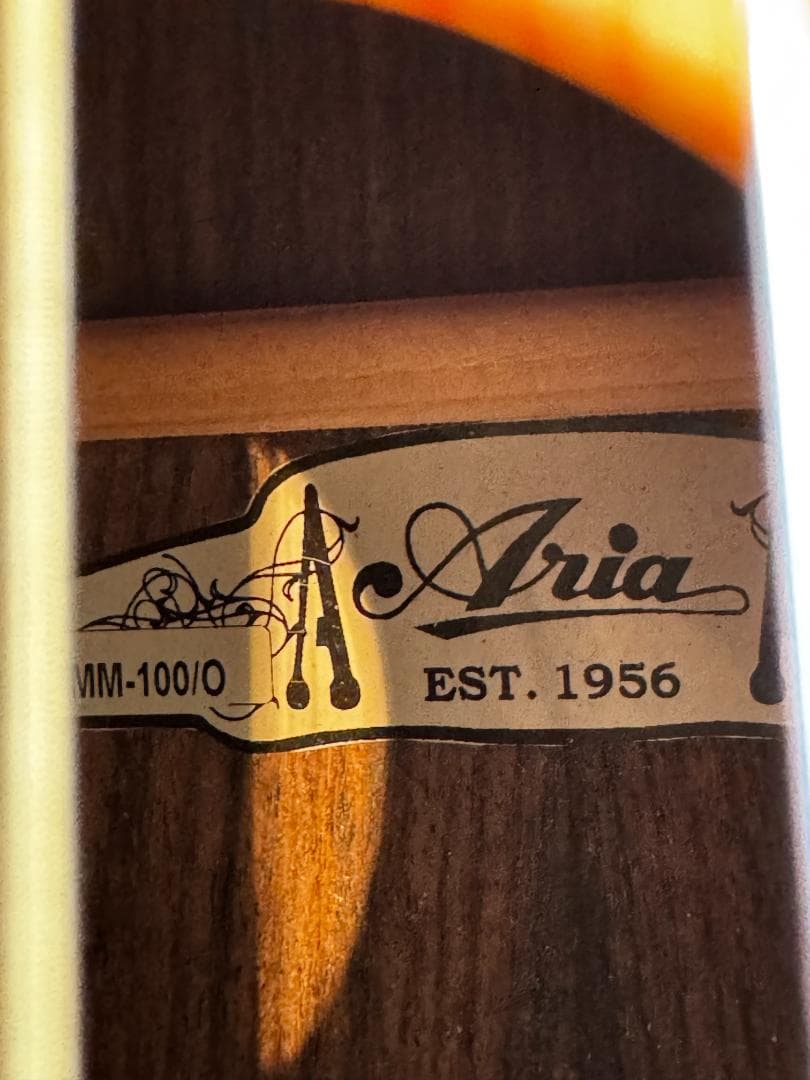 Aria
EST. 1956
MM-100/O